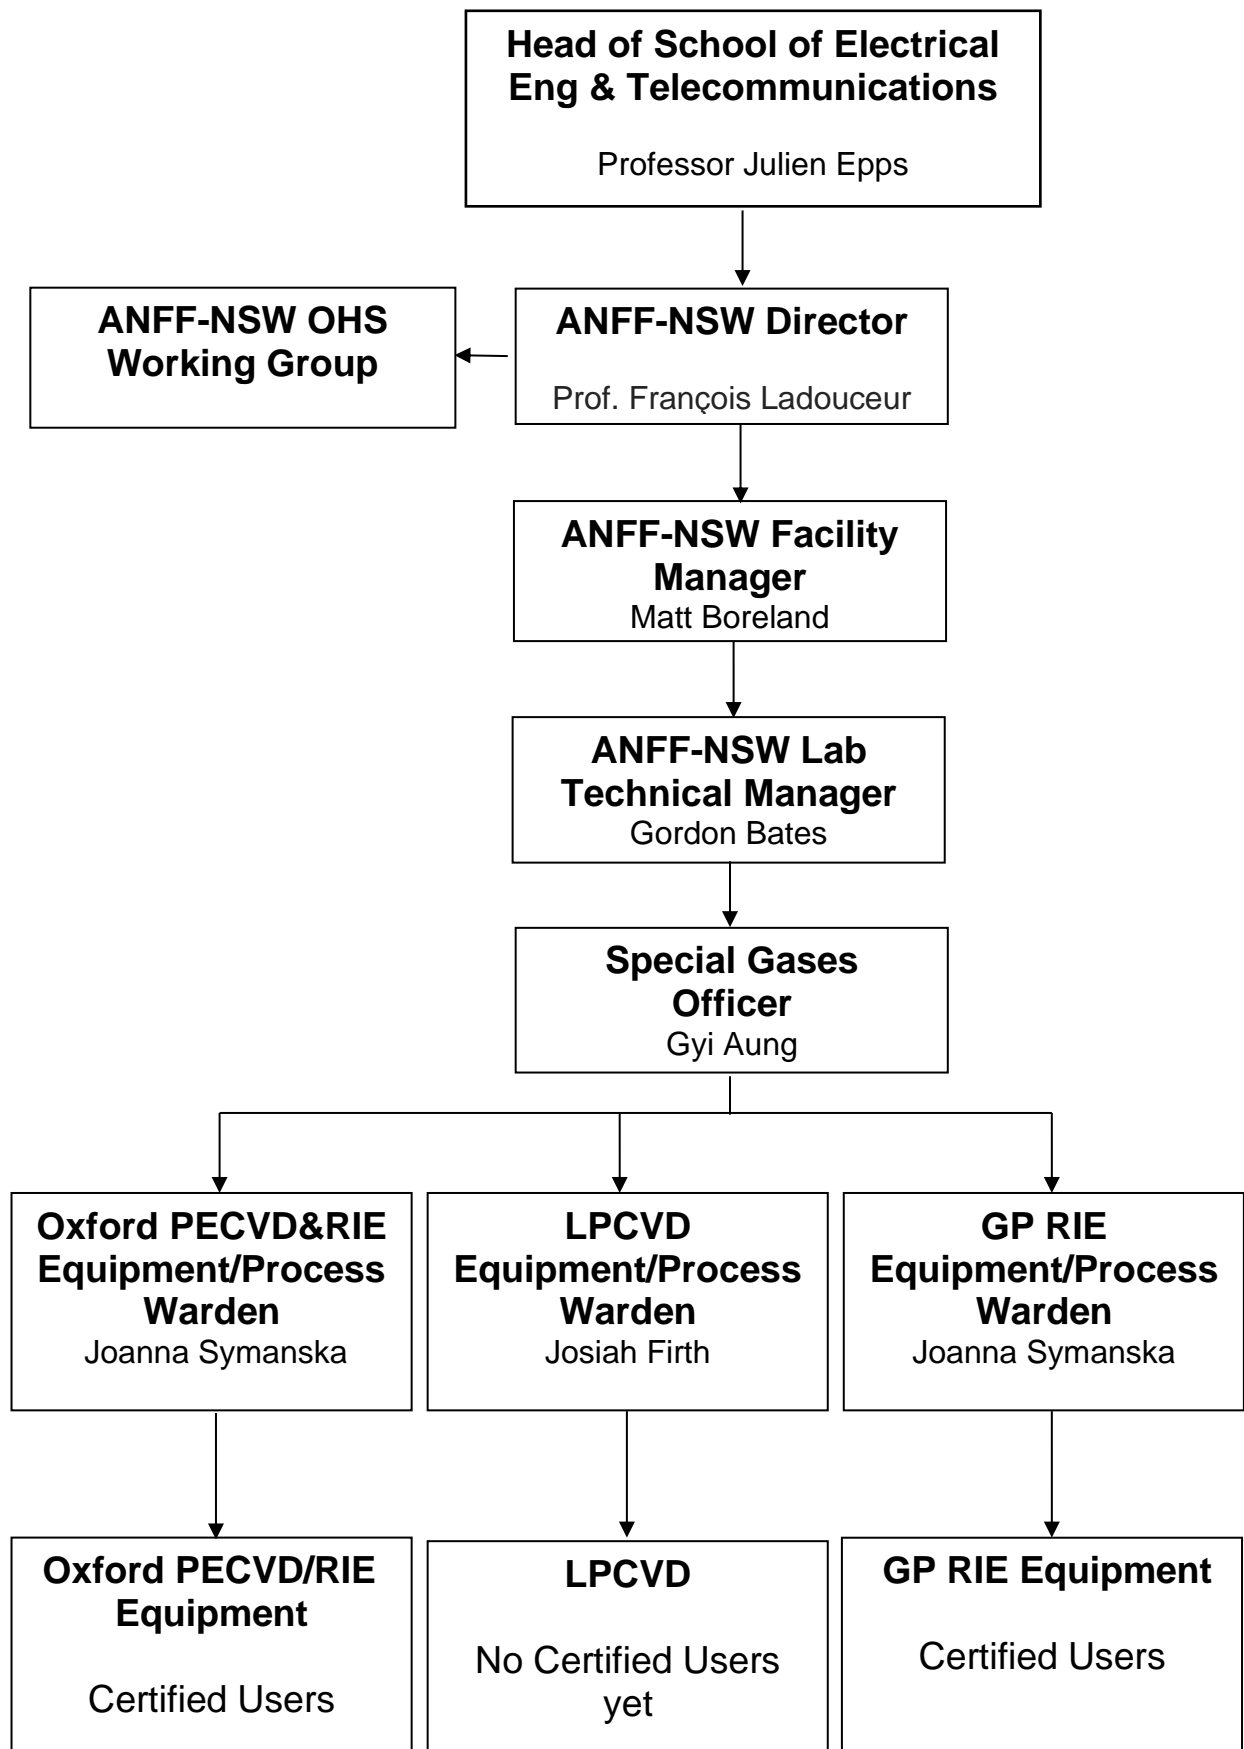 Head of School of Electrical
Eng & Telecommunications
Professor Julien Epps
ANFF-NSW OHS
Working Group
ANFF-NSW Director
Prof. François Ladouceur
ANFF-NSW Facility
Manager
Matt Boreland
ANFF-NSW Lab
Technical Manager
Gordon Bates
Special Gases
Officer
Gyi Aung
Oxford PECVD&RIE
Equipment/Process
Warden
Joanna Symanska
LPCVD
Equipment/Process
Warden
Josiah Firth
GP RIE
Equipment/Process
Warden
Joanna Symanska
Oxford PECVD/RIE
Equipment
Certified Users
LPCVD
No Certified Users
yet
GP RIE Equipment
Certified Users